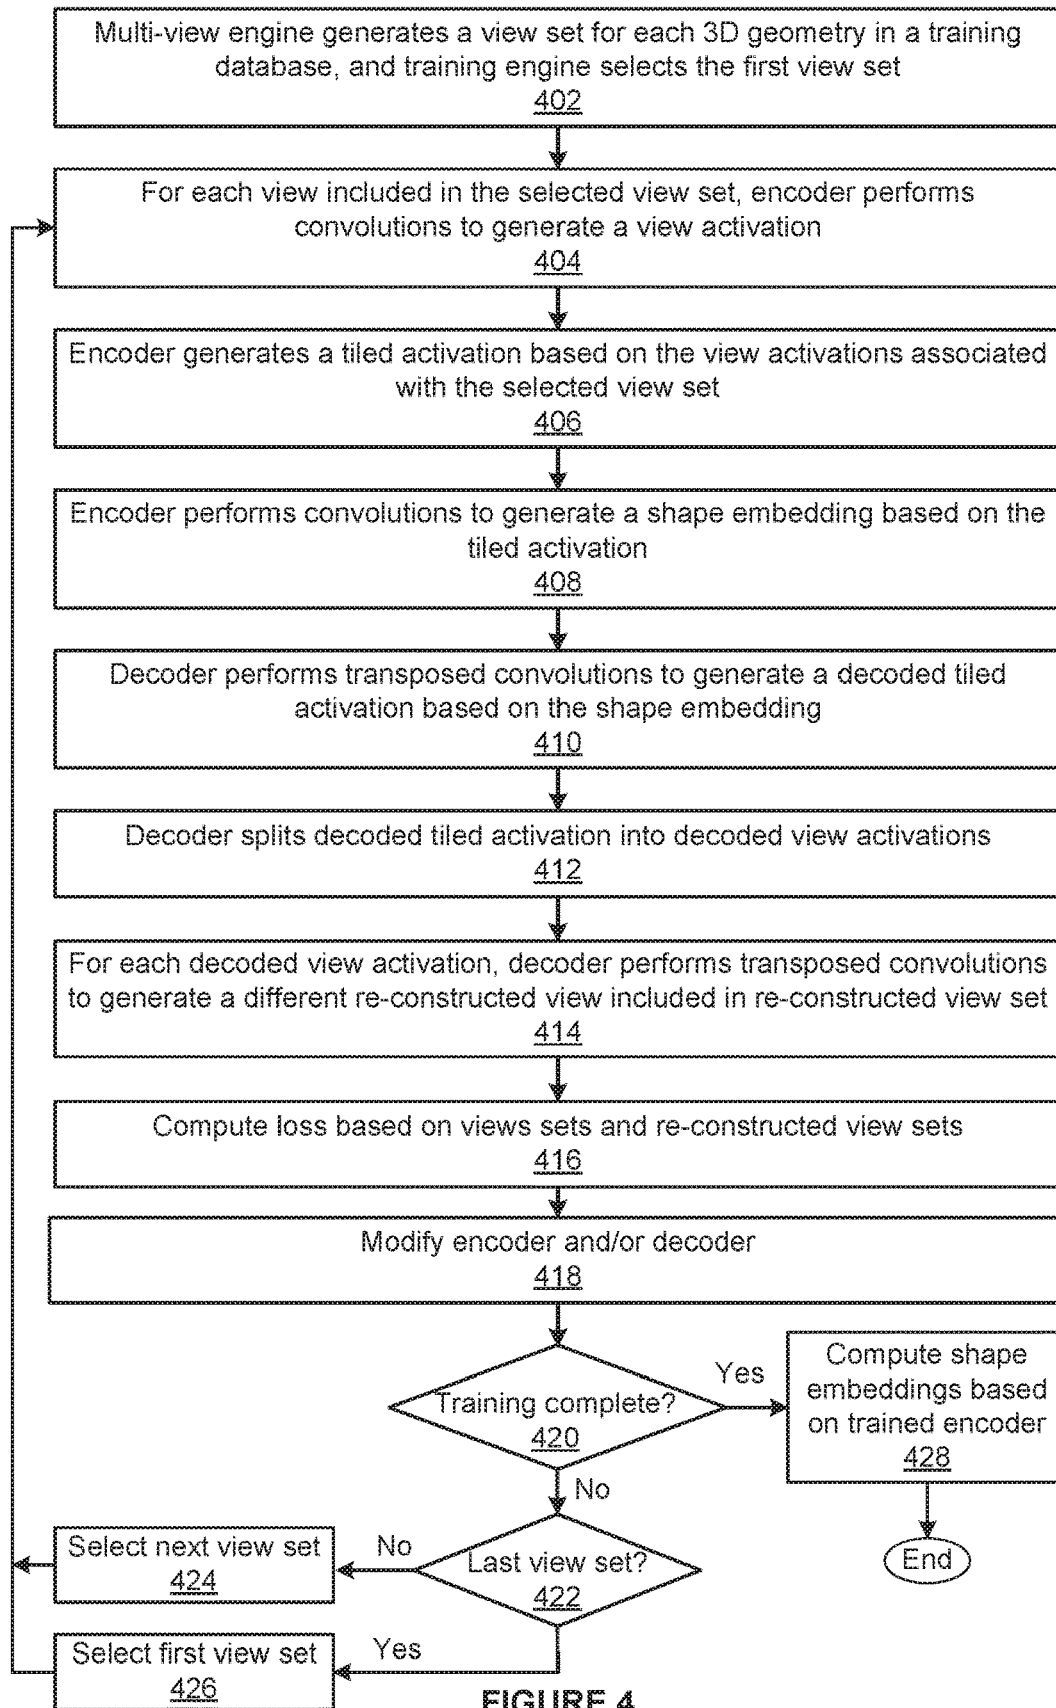 Multi-view engine generates a view set for each 3D geometry in a training
database, and training engine selects the first view set
402
For each view included in the selected view set, encoder performs
convolutions to generate a view activation
404
Encoder generates a tiled activation based on the view activations associated
with the selected view set
406
Encoder performs convolutions to generate a shape embedding based on the
tiled activation
408
Decoder performs transposed convolutions to generate a decoded tiled
activation based on the shape embedding
410
Decoder splits decoded tiled activation into decoded view activations
412
For each decoded view activation, decoder performs transposed convolutions
to generate a different re-constructed view included in re-constructed view set
414
Compute loss based on views sets and re-constructed view sets
416
Modify encoder and/or decoder
418
Training complete?
420
Yes
Compute shape
embeddings based
on trained encoder
428
No
End
Last view set?
422
No
Select next view set
424
Yes
Select first view set
426
FIGURE 4